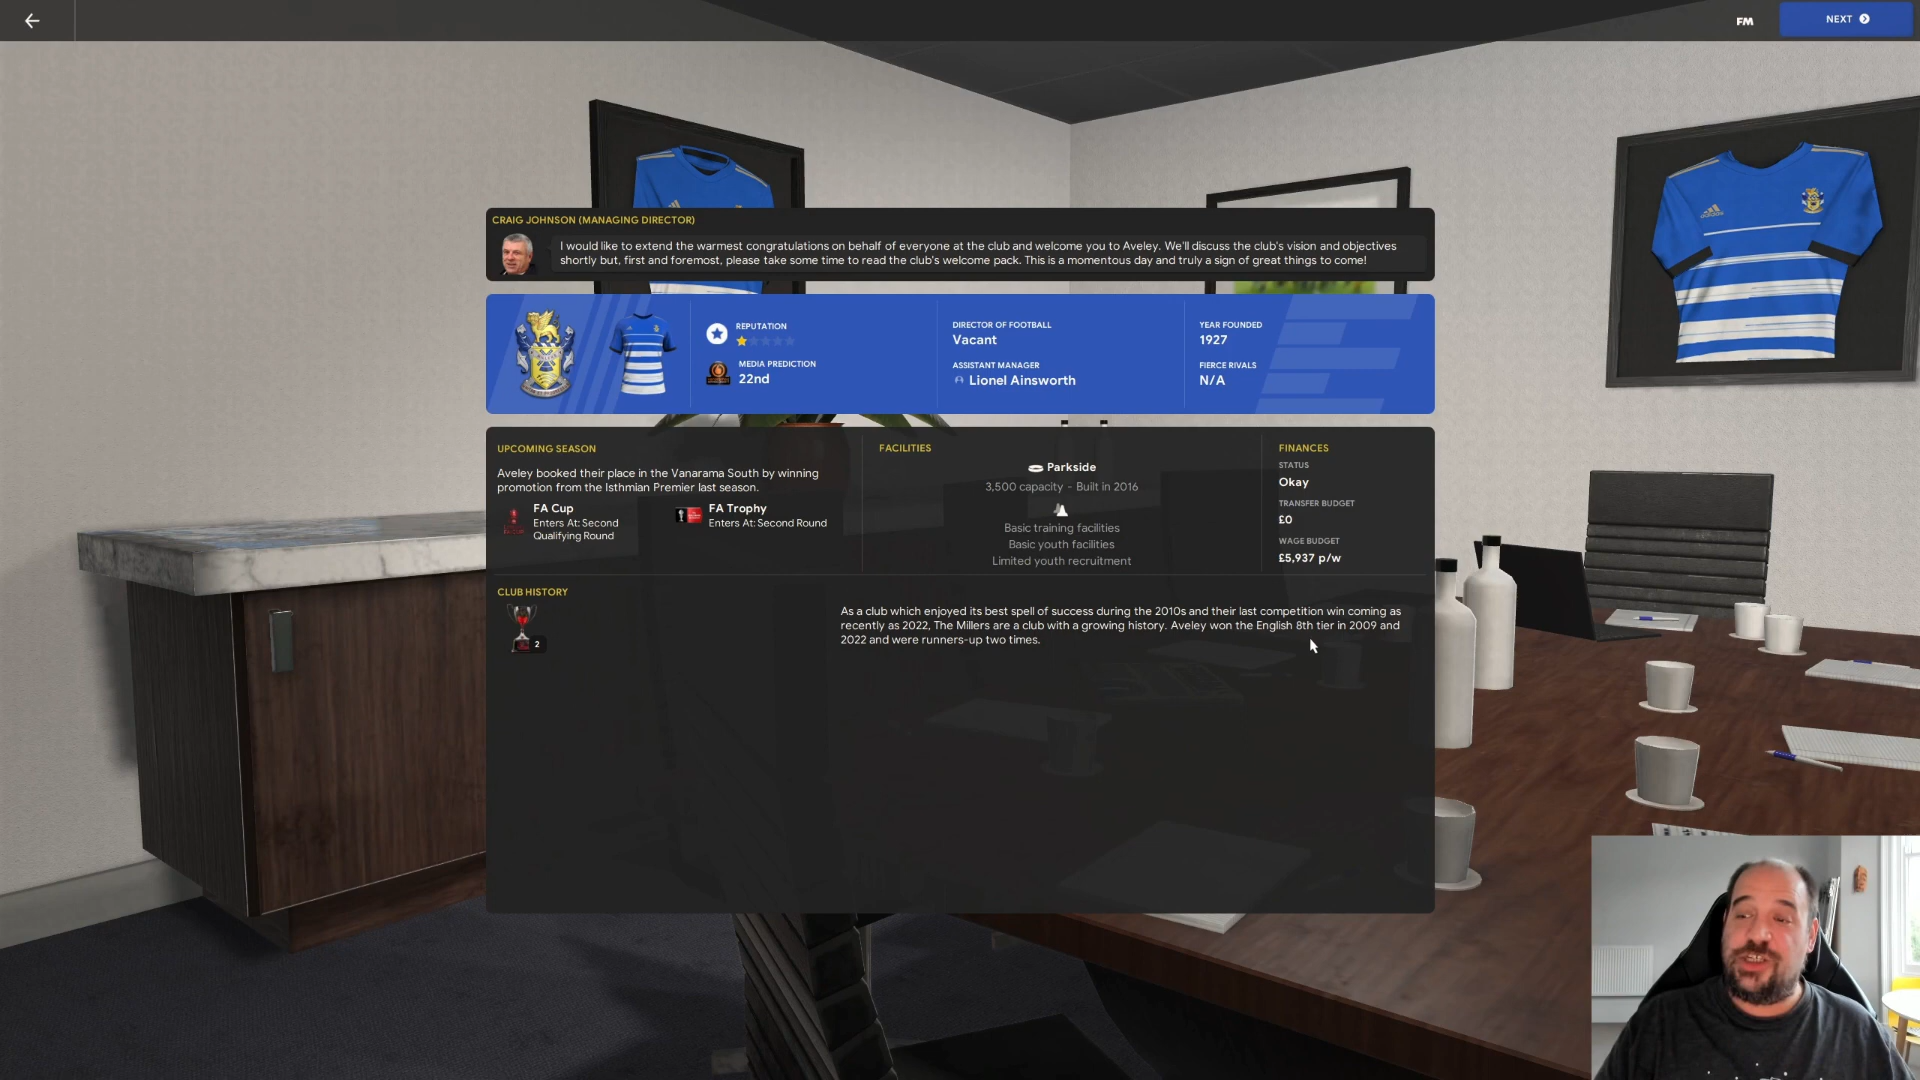 FM
NEXT
CRAIG JOHNSON (MANAGING DIRECTOR)
I would like to extend the warmest congratulations on behalf of everyone at the club and welcome you to Aveley. We'll discuss the club's vision and objectives
shortly but, first and foremost, please take some time to read the club's welcome pack. This is a momentous day and truly a sign of great things to come!
REPUTATION
MEDIA PREDICTION
22nd
DIRECTOR OF FOOTBALL
Vacant
ASSISTANT MANAGER
Lionel Ainsworth
YEAR FOUNDED
1927
FIERCE RIVALS
N/A
UPCOMING SEASON
Aveley booked their place in the Vanarama South by winning
promotion from the Isthmian Premier last season.
FA Cup
Enters At: Second
Qualifying Round
FA Trophy
Enters At: Second Round
FACILITIES
Parkside
3,500 capacity - Built in 2016
Basic training facilities
Basic youth facilities
Limited youth recruitment
FINANCES
STATUS
Okay
TRANSFER BUDGET
£0
WAGE BUDGET
£5,937 p/w
CLUB HISTORY
2
As a club which enjoyed its best spell of success during the 2010s and their last competition win coming as
recently as 2022, The Millers are a club with a growing history. Aveley won the English 8th tier in 2009 and
2022 and were runners-up two times.